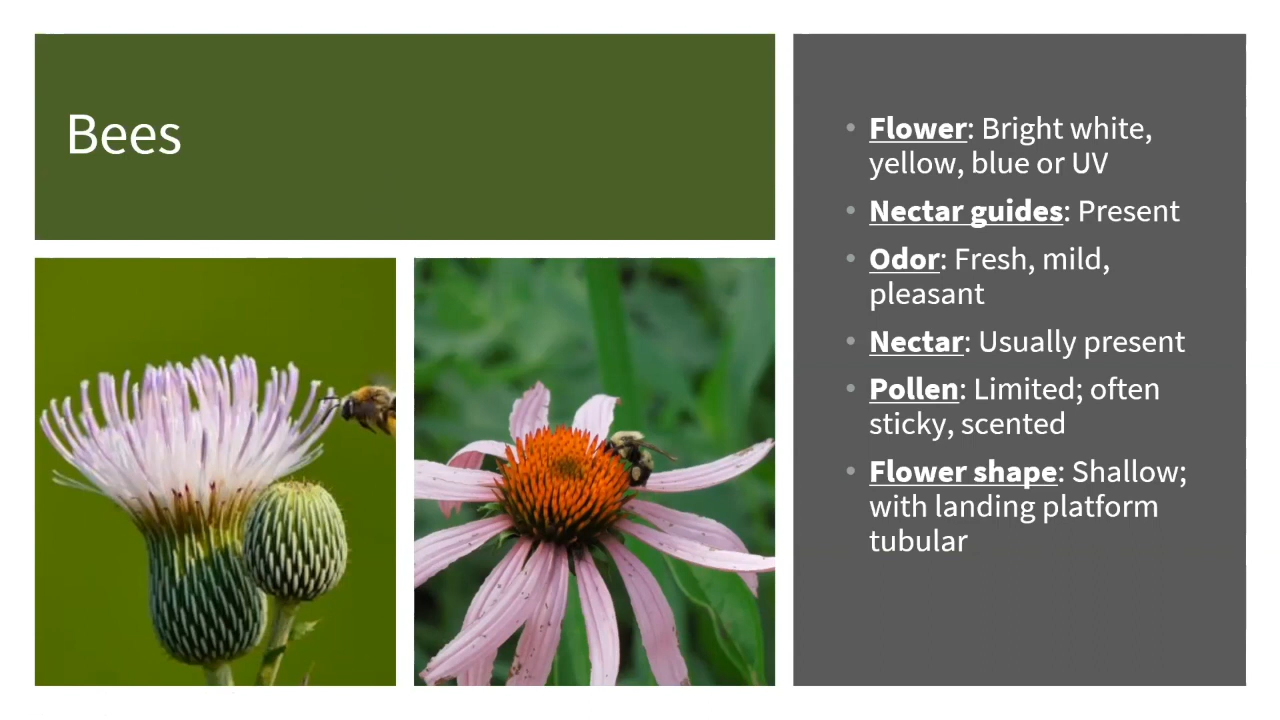 Bees
• Flower: Bright white,
yellow, blue or UV
• Nectar guides: Present
• Odor: Fresh, mild,
pleasant
• Nectar: Usually present
• Pollen: Limited; often
sticky, scented
• Flower shape: Shallow;
with landing platform
tubular